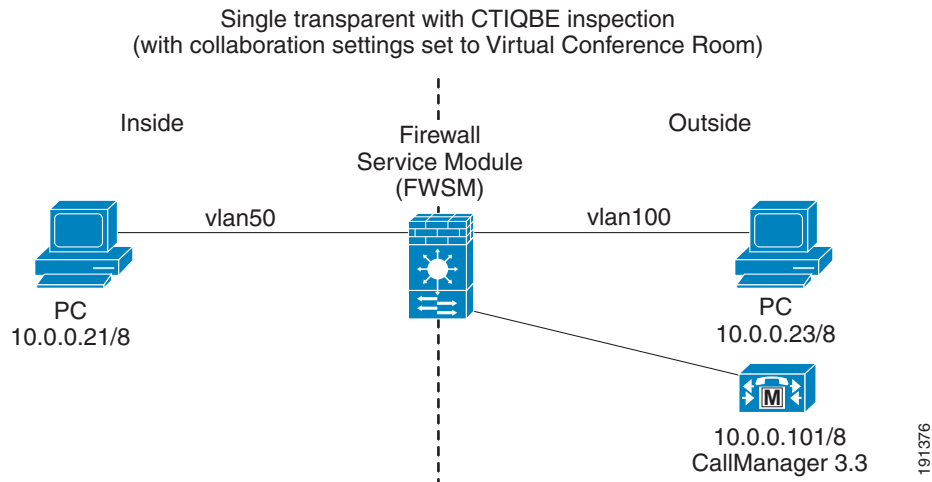 Single transparent with CTIQBE inspection
(with collaboration settings set to Virtual Conference Room)
Inside
Outside
Firewall
Service Module
(FWSM)
vlan50
vlan100
PC
10.0.0.21/8
PC
10.0.0.23/8
M
10.0.0.101/8
CallManager 3.3
191376